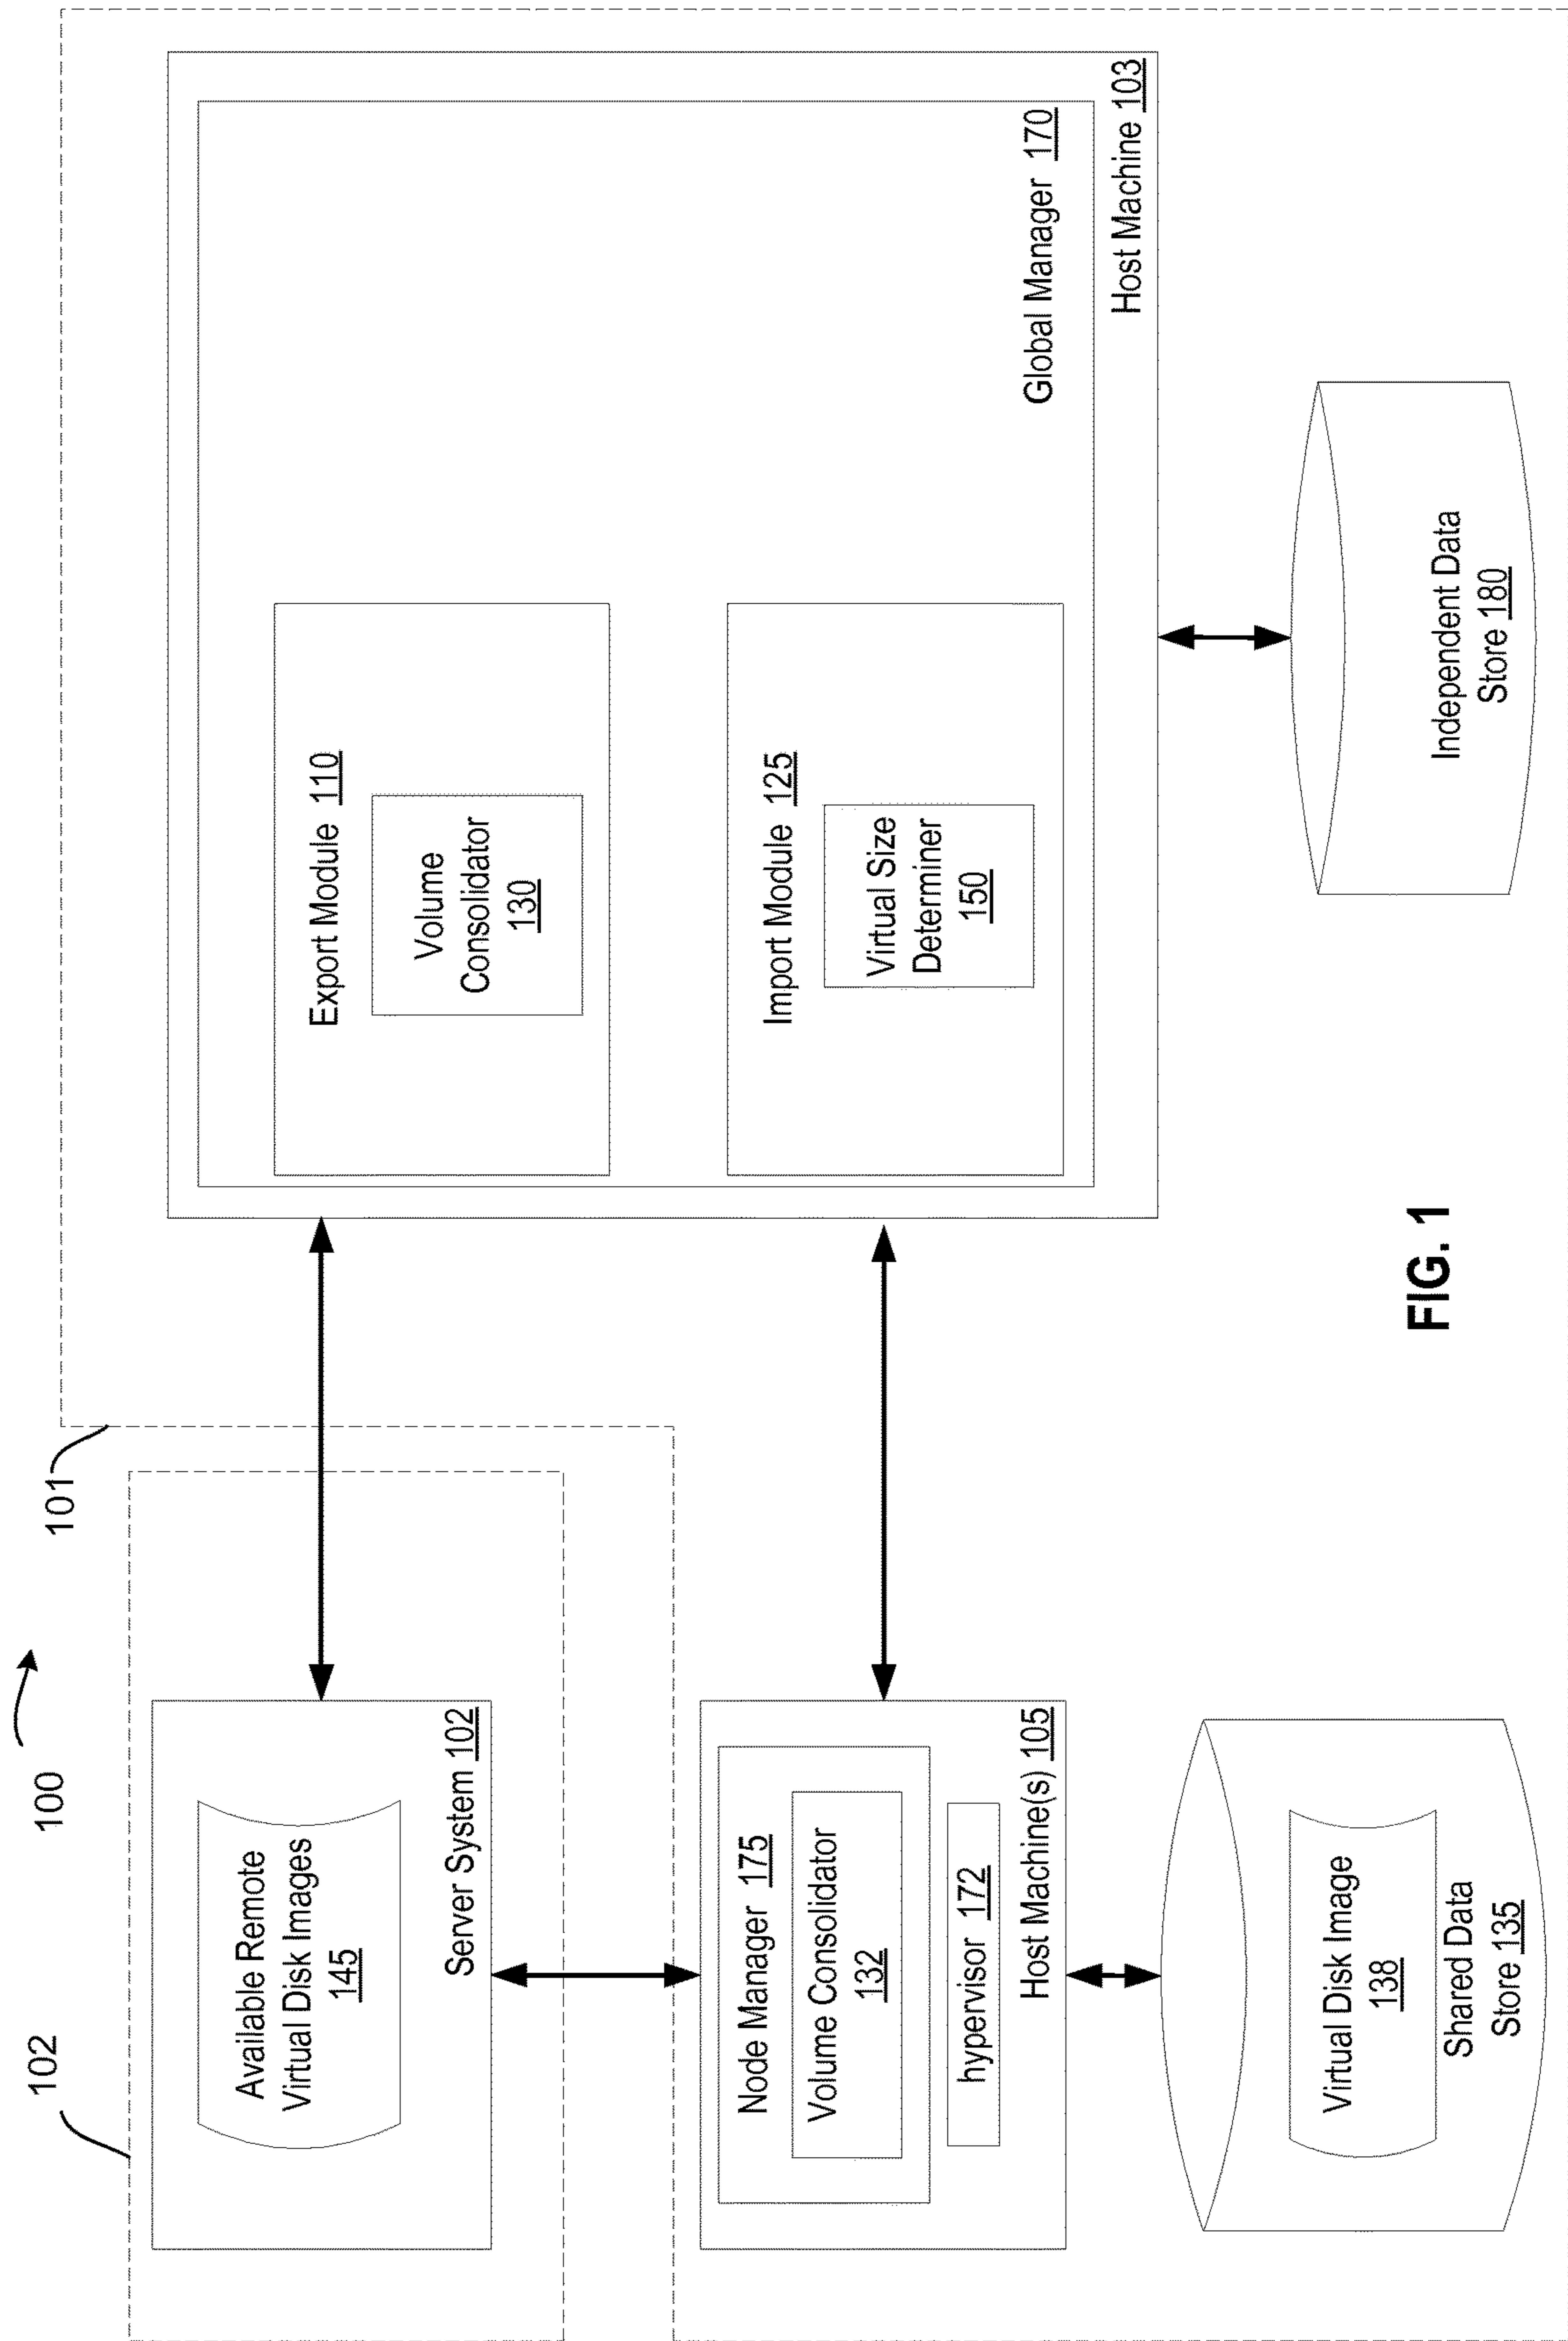 100
102
101
Available Remote
Virtual Disk Images
145
Server System 102
Export Module 110
Volume
Consolidator
130
Import Module 125
Virtual Size
Determiner
150
Global Manager 170
Host Machine 103
Node Manager 175
Volume Consolidator
132
hypervisor 172
Host Machine(s) 105
Virtual Disk Image
138
Shared Data
Store 135
Independent Data
Store 180
FIG. 1